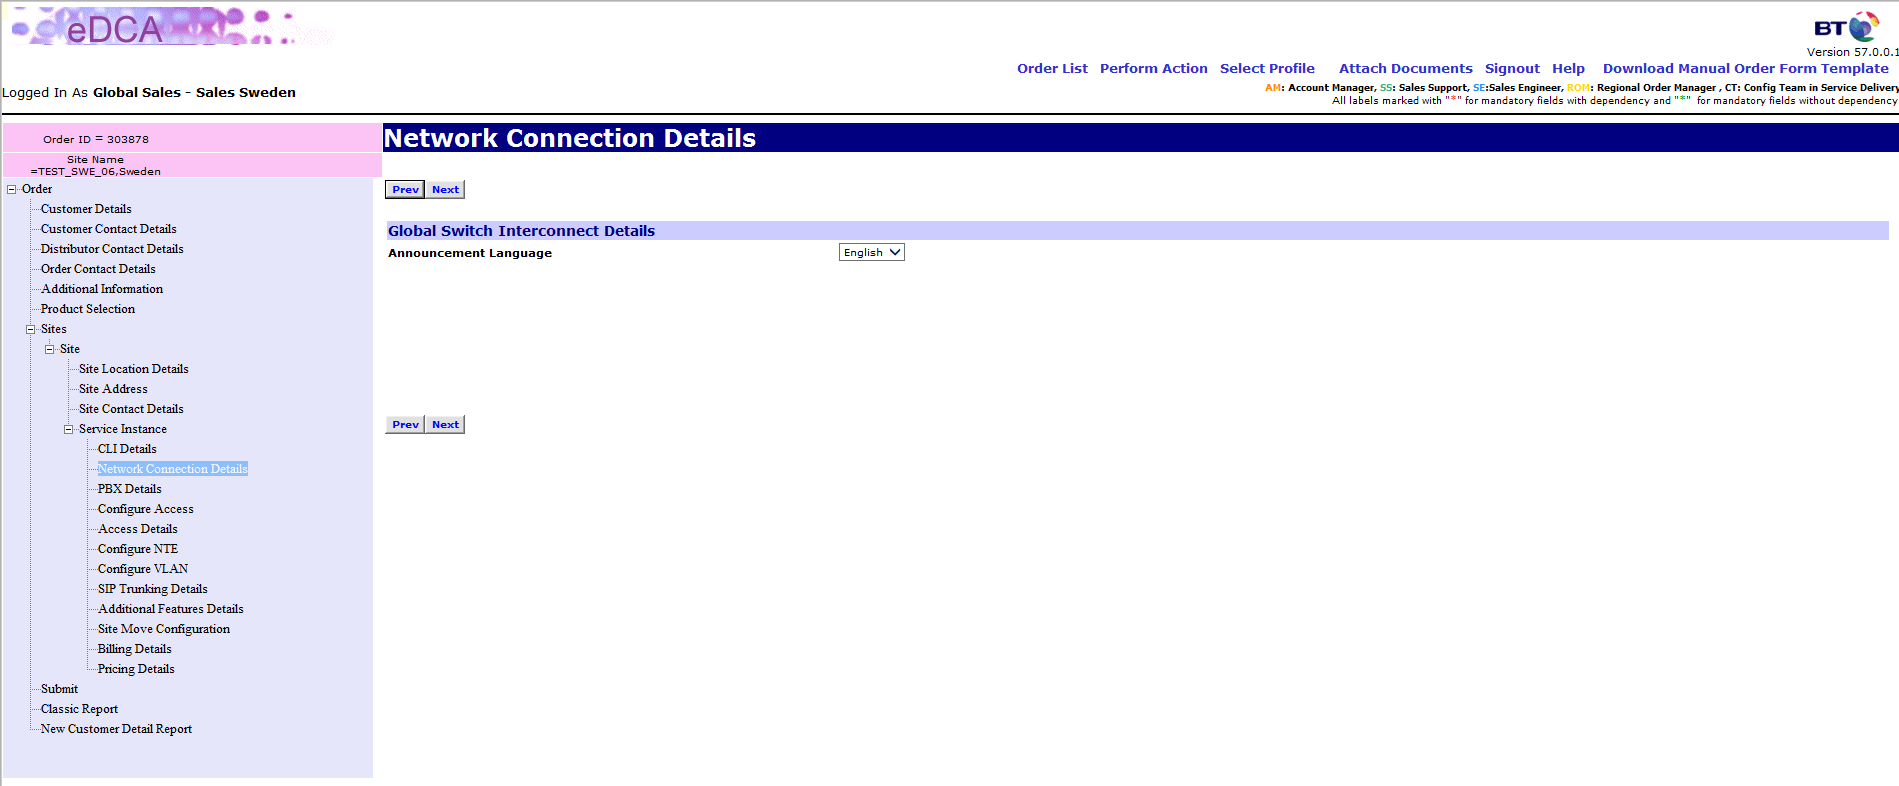 eDCA
BT
Version 57.0.0.1
Order List Perform Action Select Profile Attach Documents Signout Help Download Manual Order Form Template
Logged In As Global Sales - Sales Sweden
AM: Account Manager, SS: Sales Support, SE:Sales Engineer, ROM: Regional Order Manager , CT: Config Team in Service Delivery
All labels marked with "*" for mandatory fields with dependency and "*" for mandatory fields without dependency
Order ID = 303878
Site Name
=TEST_SWE_06,Sweden
Network Connection Details
Order
Customer Details
Customer Contact Details
Distributor Contact Details
Order Contact Details
Additional Information
Product Selection
Sites
Site
Site Location Details
Site Address
Site Contact Details
Service Instance
CLI Details
Network Connection Details
PBX Details
Configure Access
Access Details
Configure NTE
Configure VLAN
SIP Trunking Details
Additional Features Details
Site Move Configuration
Billing Details
Pricing Details
Submit
Classic Report
New Customer Detail Report
Prev Next
Global Switch Interconnect Details
Announcement Language English
Prev Next